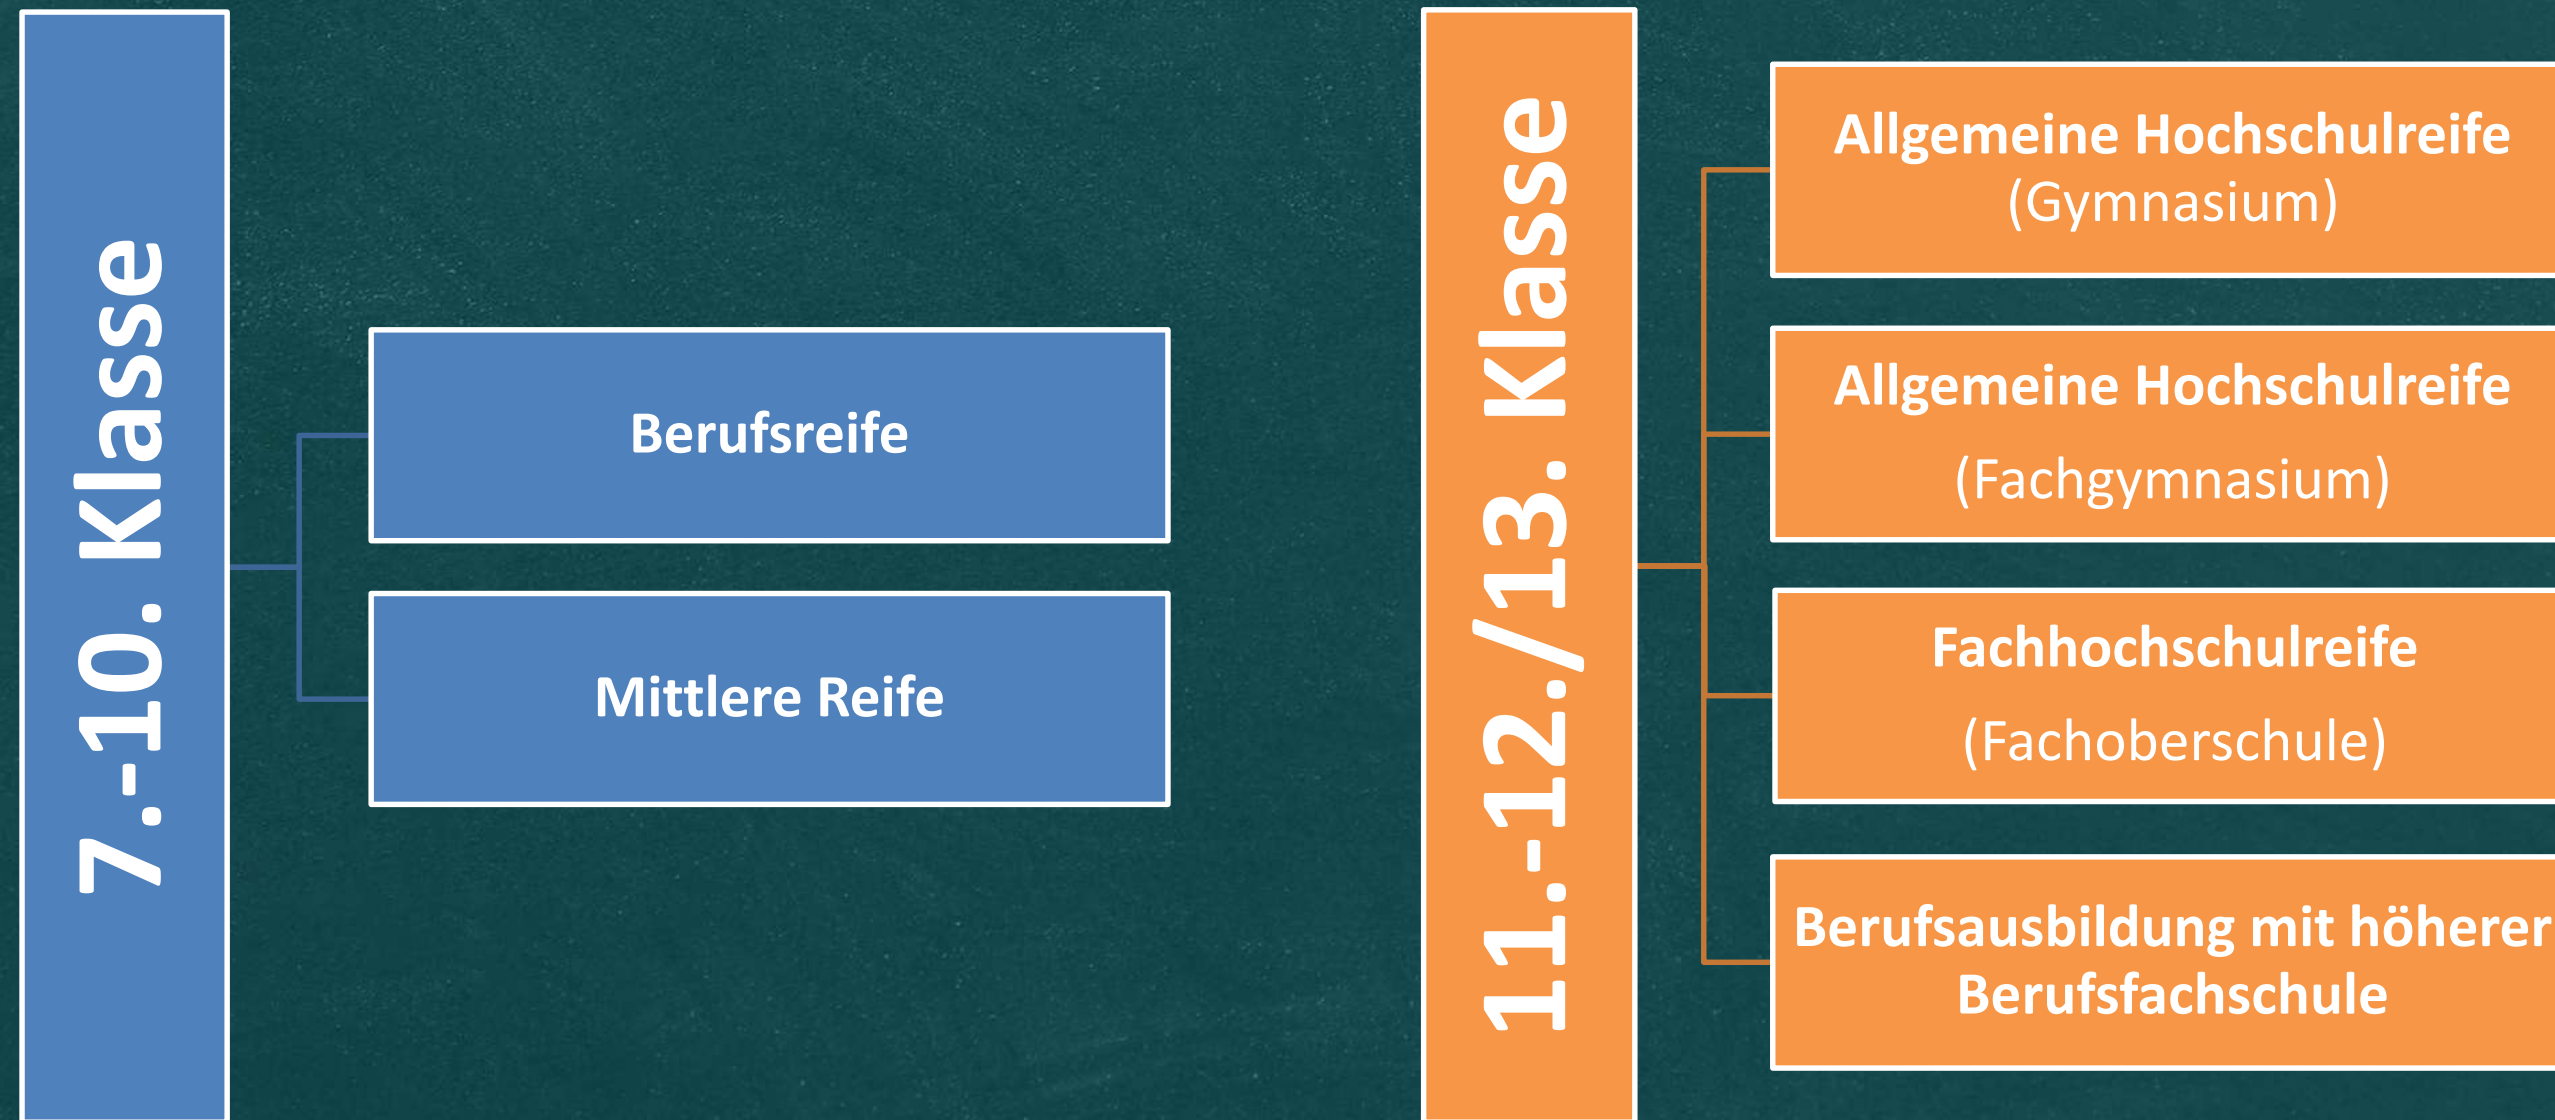 7.-10. Klasse
Berufsreife
Mittlere Reife
11.-12./13. Klasse
Allgemeine Hochschulreife
(Gymnasium)
Allgemeine Hochschulreife
(Fachgymnasium)
Fachhochschulreife
(Fachoberschule)
Berufsausbildung mit höherer
Berufsfachschule